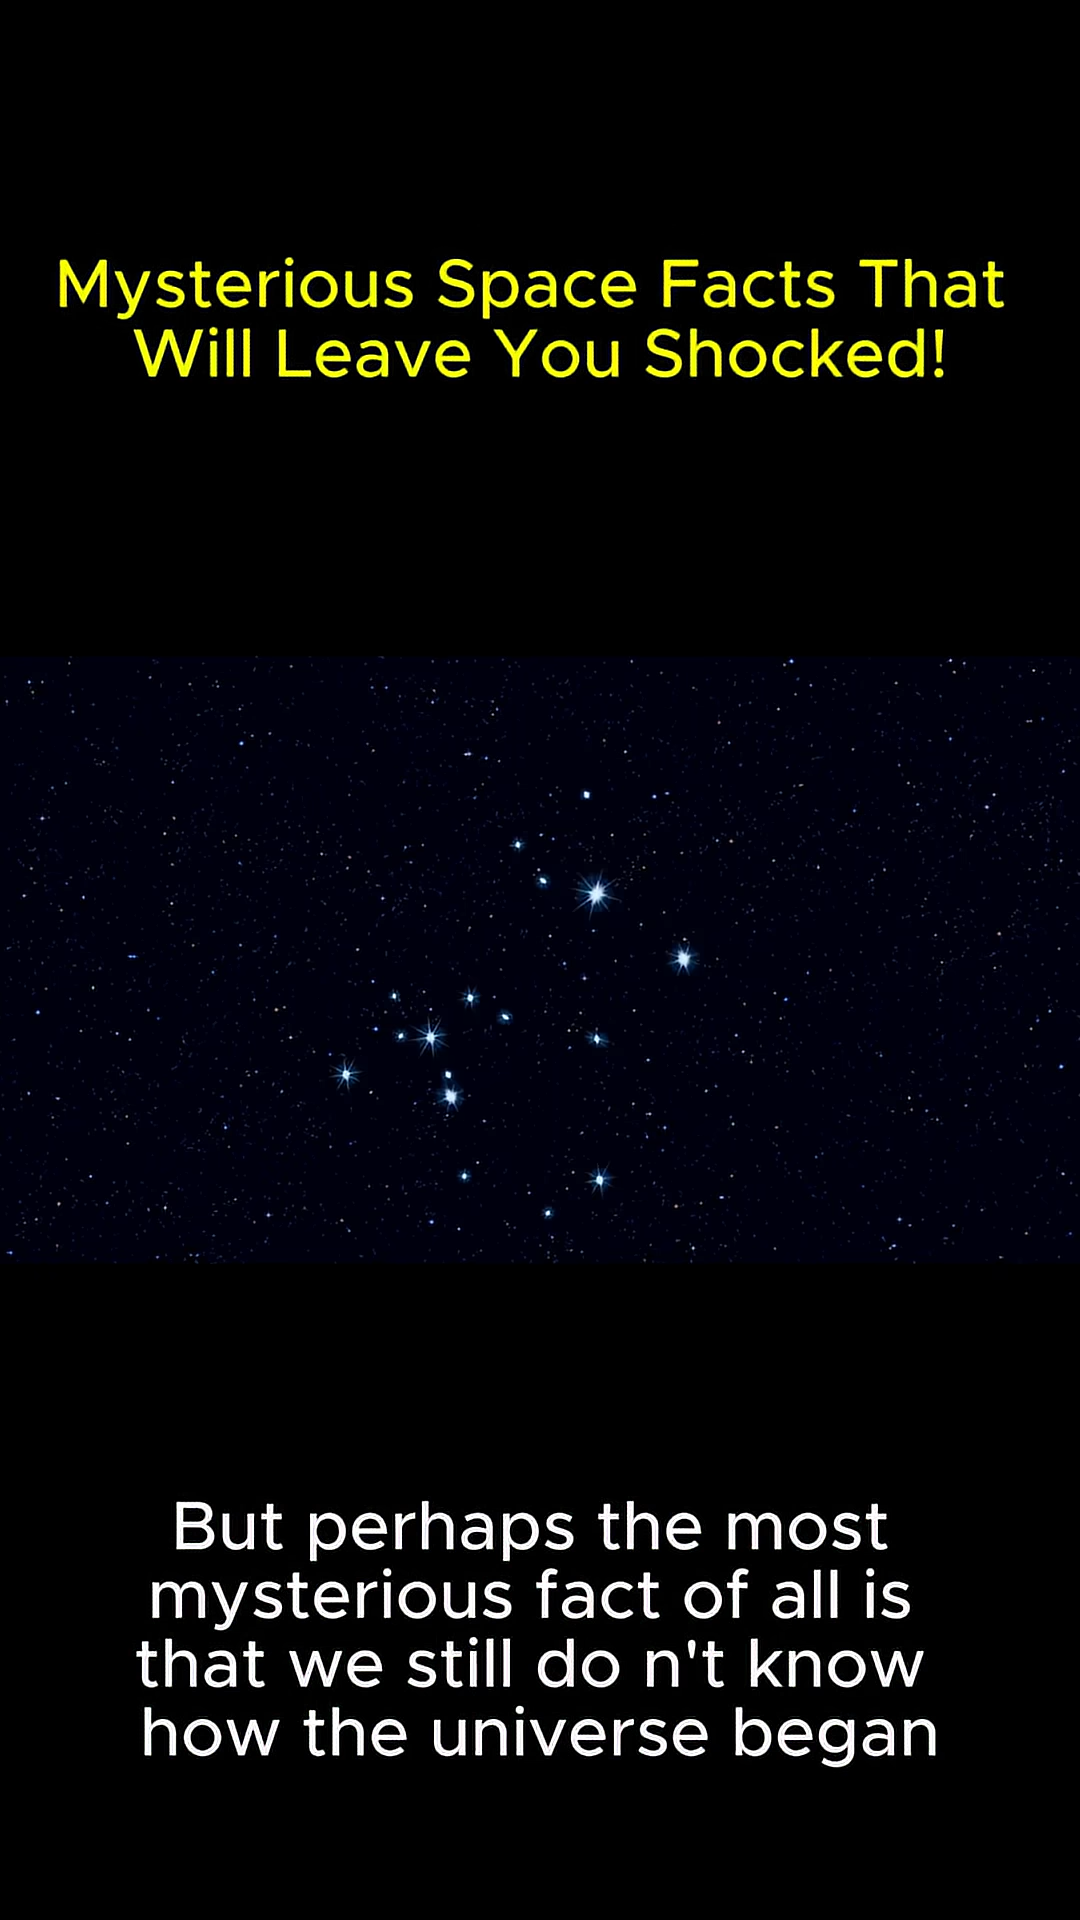 Mysterious Space Facts That
Will Leave You Shocked!
But perhaps the most
mysterious fact of all is
that we still do n't know
how the universe began